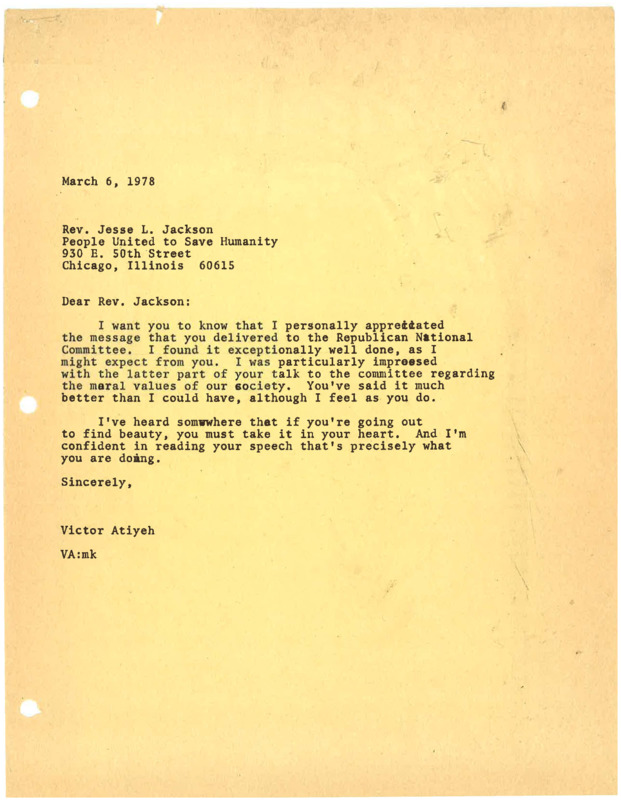 March 6, 1978
Rev. Jesse L. Jackson
People United to Save Humanity
930 E. 50th Street
Chicago, Illinois  60615
Dear Rev. Jackson:
I want you to know that I personally appreciated
the message that you delivered to the Republican National
Committee.  I found it exceptionally well done, as I
might expect from you.  I was particularly impressed
with the latter part of your talk to the committee regarding
the moral values of our society.  You've said it much
better than I could have, although I feel as you do.
I've heard somewhere that if you're going out
to find beauty, you must take it in your heart.  And I'm
confident in reading your speech that's precisely what
you are doing.
Sincerely,
Victor Atiyeh
VA:mk